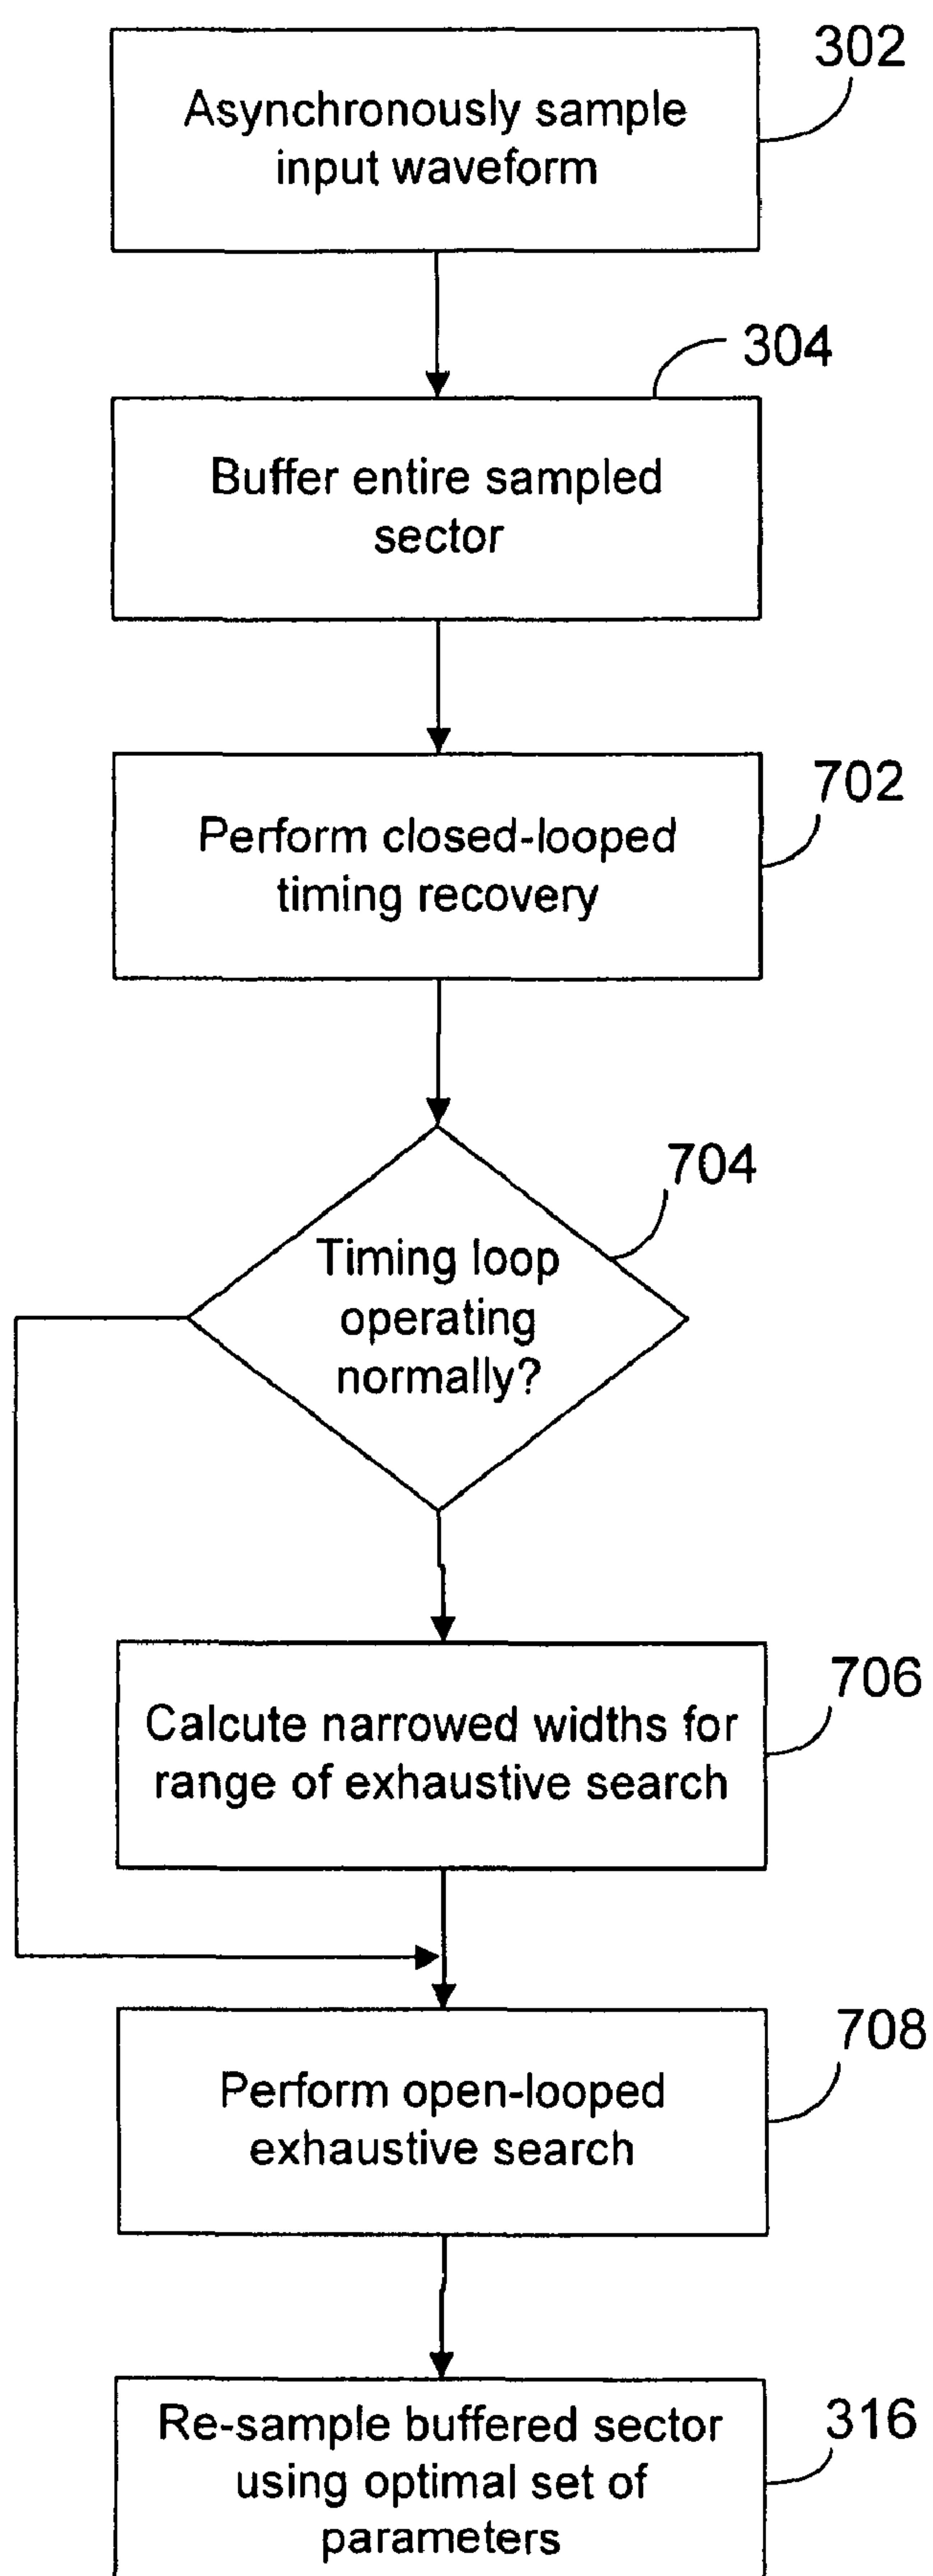 302
Asynchronously sample
input waveform
304
Buffer entire sampled
sector
702
Perform closed-looped
timing recovery
704
Timing loop
operating
normally?
706
Calcute narrowed widths for
range of exhaustive search
708
Perform open-looped
exhaustive search
316
Re-sample buffered sector
using optimal set of
parameters